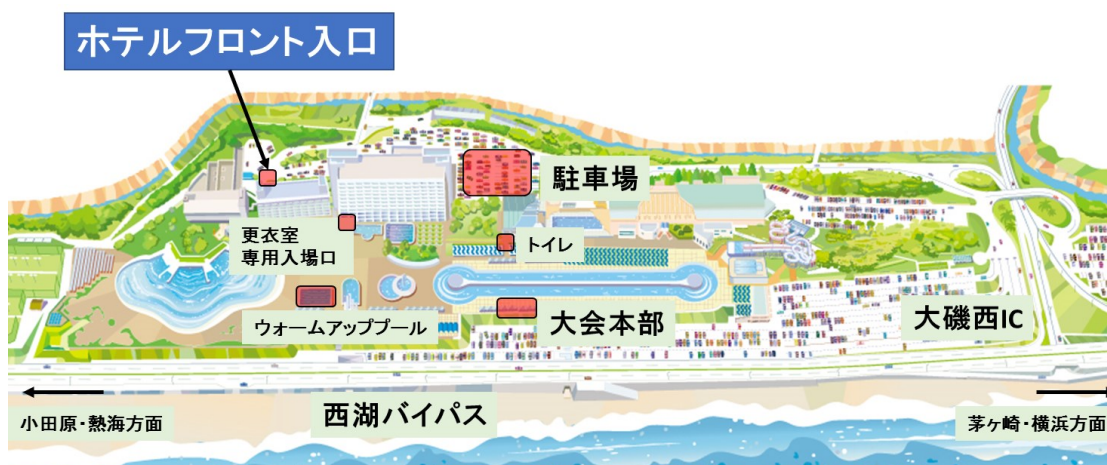 ホテルフロント入口
駐車場
更衣室
専用入場口
トイレ
ウォームアッププール
大会本部
大磯西IC
西湖バイパス
小田原・熱海方面
茅ヶ崎・横浜方面